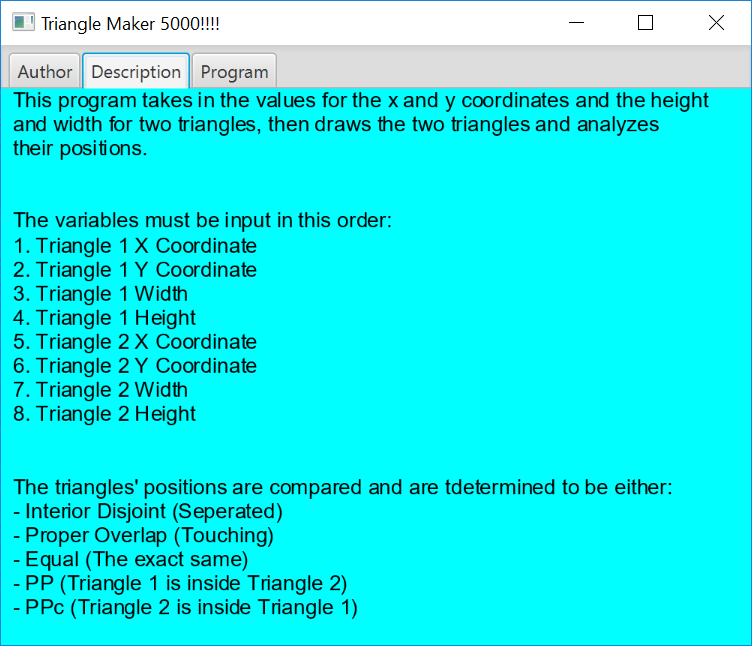 Triangle Maker 5000!!!!
Author Description Program
This program takes in the values for the x and y coordinates and the height
and width for two triangles, then draws the two triangles and analyzes
their positions.
The variables must be input in this order:
1. Triangle 1 X Coordinate
2. Triangle 1 Y Coordinate
3. Triangle 1 Width
4. Triangle 1 Height
5. Triangle 2 X Coordinate
6. Triangle 2 Y Coordinate
7. Triangle 2 Width
8. Triangle 2 Height
The triangles' positions are compared and are tdetermined to be either:
- Interior Disjoint (Seperated)
- Proper Overlap (Touching)
- Equal (The exact same)
- PP (Triangle 1 is inside Triangle 2)
- PPc (Triangle 2 is inside Triangle 1)